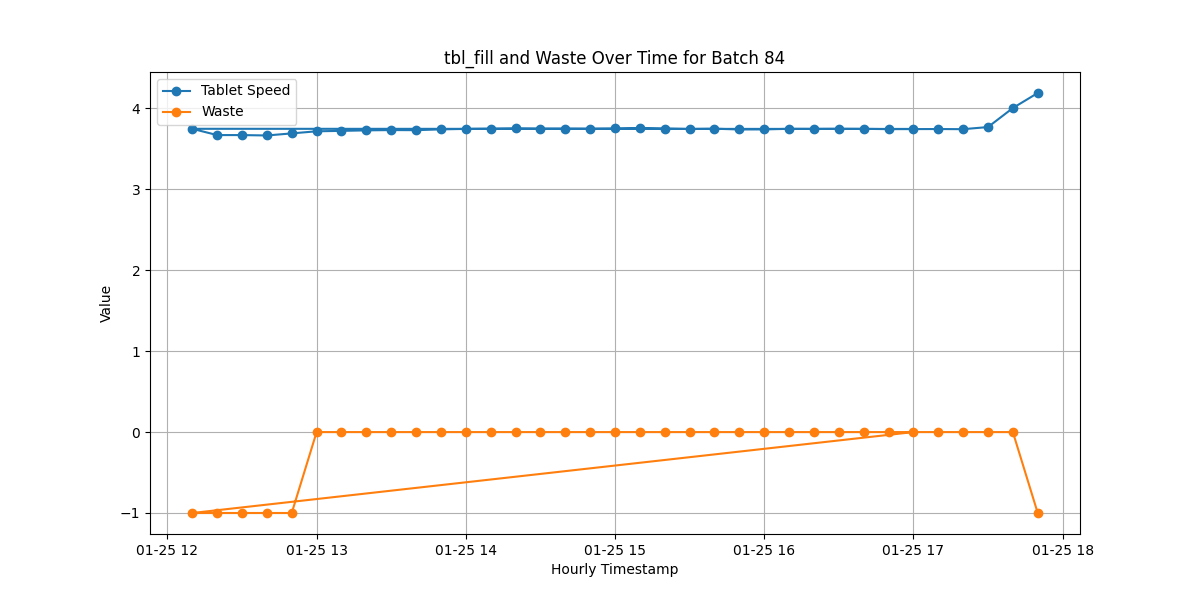 tbl_fill and Waste Over Time for Batch 84
Tablet Speed
Waste
Value
4
3
2
1
0
−1
01-25 12 01-25 13 01-25 14 01-25 15 01-25 16 01-25 17 01-25 18
Hourly Timestamp